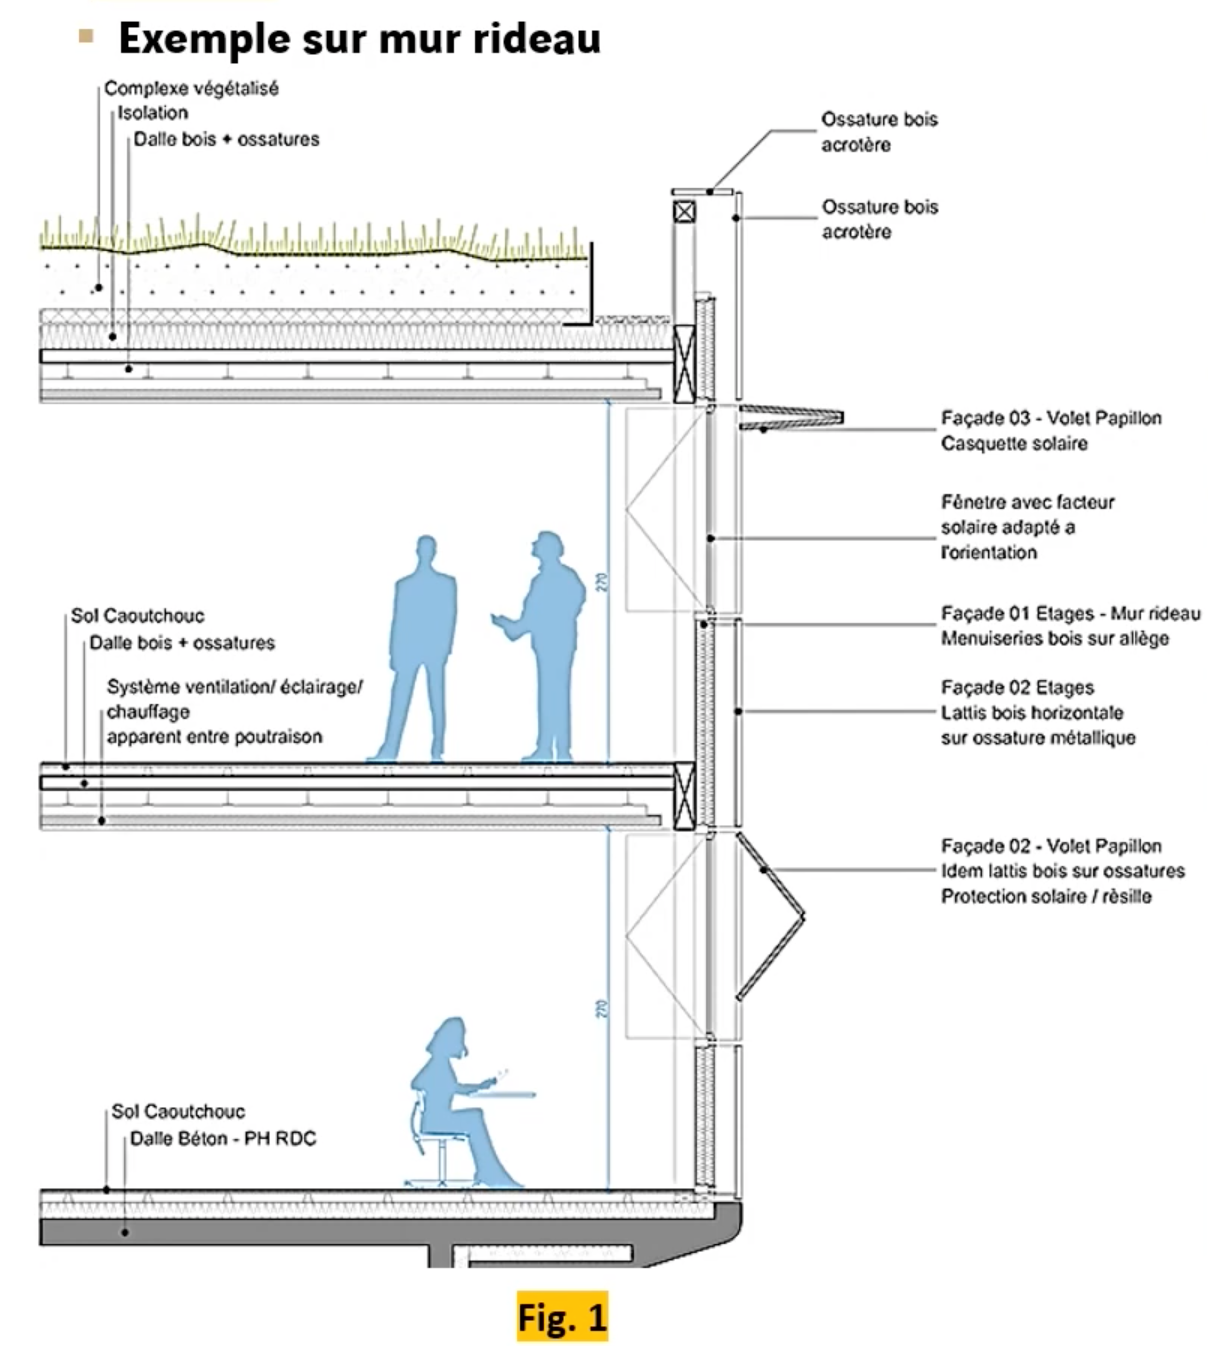 Exemple sur mur rideau
Complexe végétalisé
Isolation
Dalle bois + ossatures
Ossature bois
acrotère
Ossature bois
acrotère
Façade 03 - Volet Papillon
Casquette solaire
Fênetre avec facteur
solaire adapté a
l'orientation
270
Façade 01 Etages - Mur rideau
Menuiseries bois sur allège
Sol Caoutchouc
Dalle bois + ossatures
Système ventilation/ éclairage/
chauffage
apparent entre poutraison
Façade 02 Etages
Lattis bois horizontale
sur ossature métallique
Façade 02 - Volet Papillon
Idem lattis bois sur ossatures
Protection solaire / rèsille
270
Sol Caoutchouc
Dalle Béton - PH RDC
Fig. 1